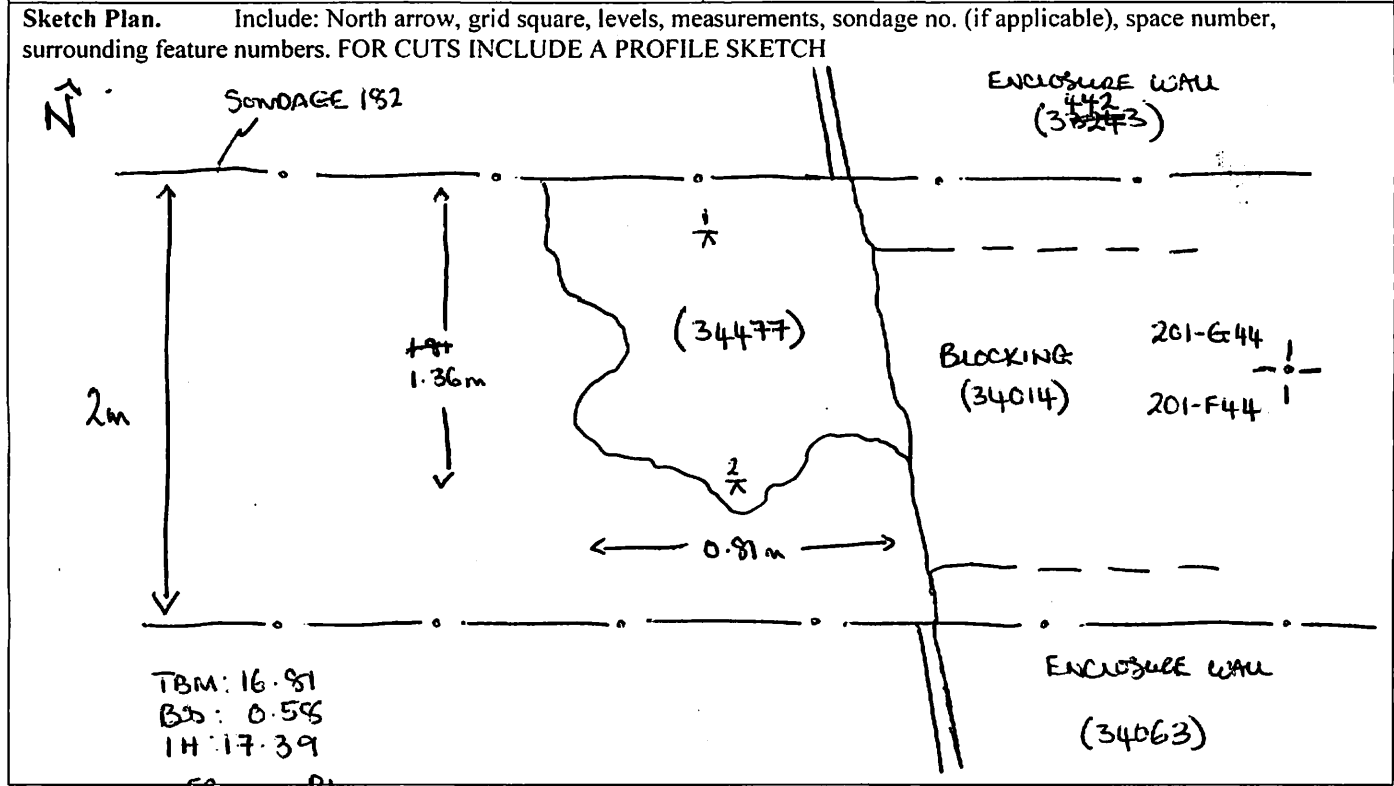 Sketch Plan. Include: North arrow, grid square, levels, measurements, sondage no. (if applicable), space number,
surrounding feature numbers. FOR CUTS INCLUDE A PROFILE SKETCH
N
SONDAGE 182
ENCLOSURE WALL
442
1
(34477)
1.36m
2m
BLOCKING
(34014)
201-G44
201-F44
2
0.81m
TBM: 16.81
BS: 0.58
IH: 17.39
ENCLOSURE WALL
(34063)